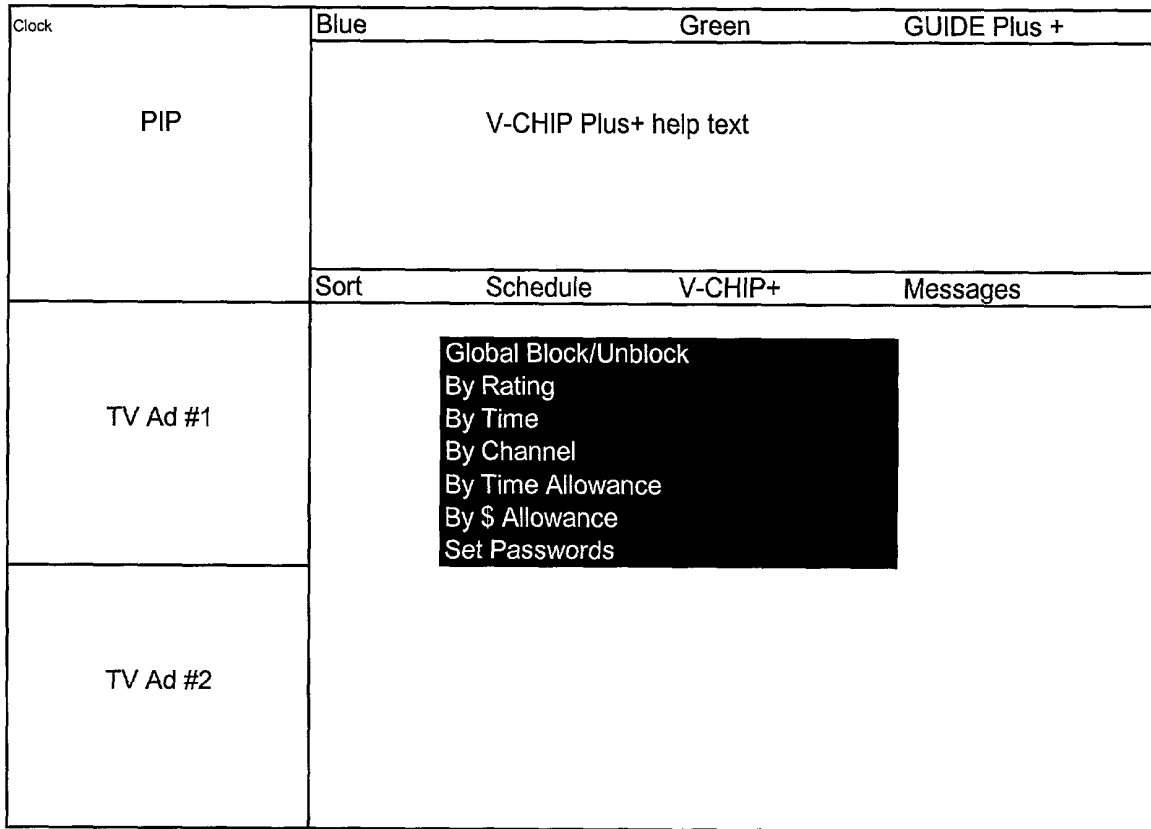 Clock
Blue Green GUIDE Plus +
PIP
V-CHIP Plus+ help text
Sort Schedule V-CHIP+ Messages
Global Block/Unblock
By Rating
By Time
By Channel
By Time Allowance
By $ Allowance
Set Passwords
TV Ad #1
TV Ad #2